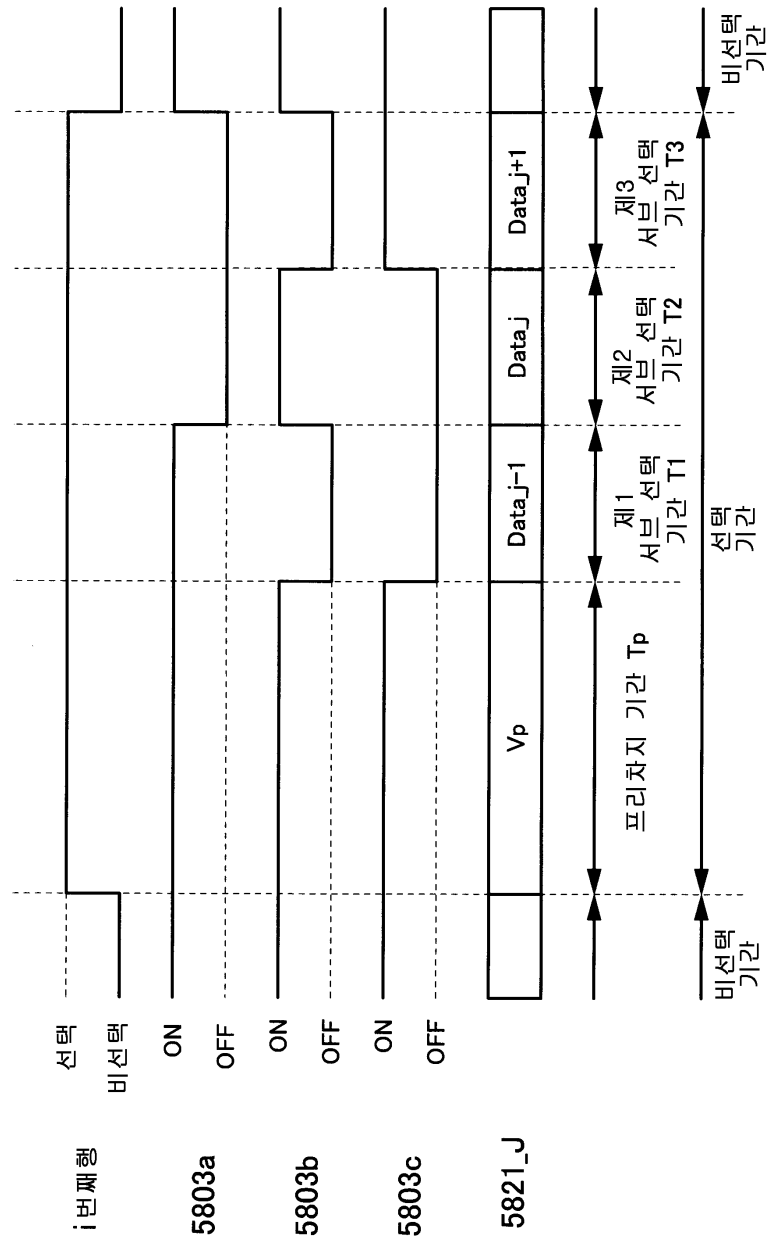 i번째행
선택
비선택
5803a
ON
OFF
5803b
ON
OFF
5803c
ON
OFF
5821_J
Vp
Data_j-1
Data_j
Data_j+1
프리차지 기간 Tp
제1
서브 선택
기간 T1
제2
서브 선택
기간 T2
제3
서브 선택
기간 T3
비선택
기간
선택
기간
비선택
기간